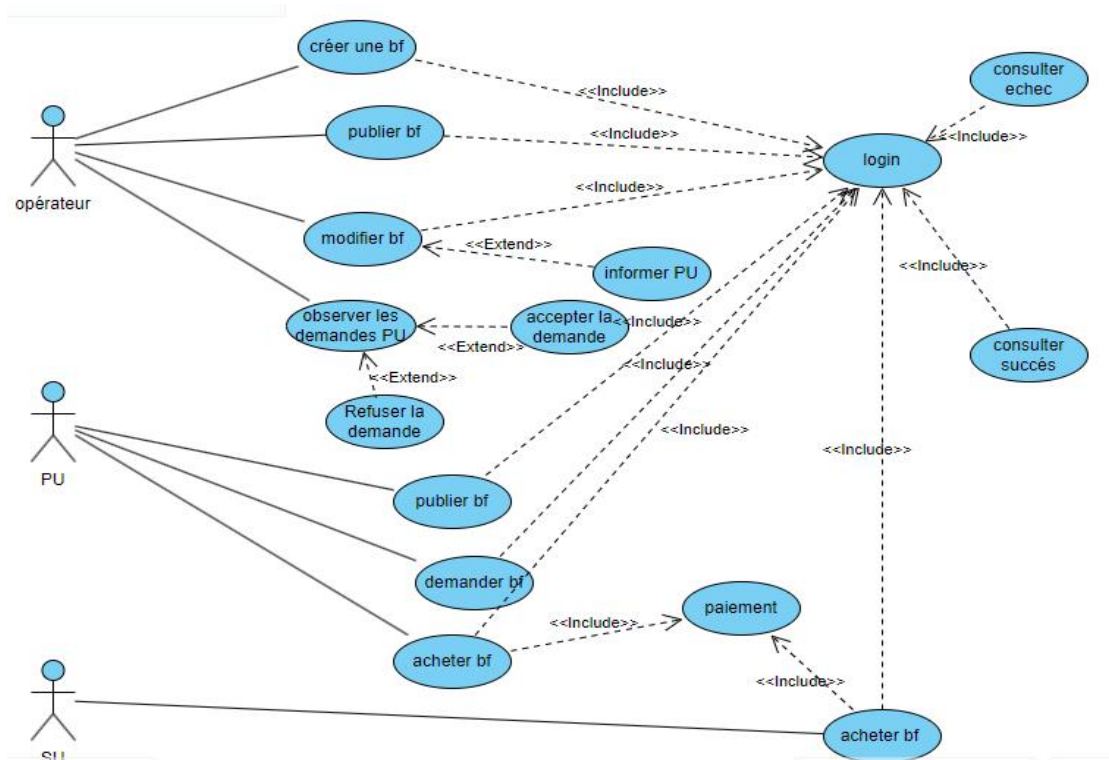 créer une bf
consulter
echec
<<Include>>
publier bf
<<Include>>
<<Include>>
login
opérateur
<<Include>>
modifier bf
<<Extend>>
<<Include>>
informer PU
observer les
demandes PU
accepter la
demande
<<Include>>
<<Extend>>
consulter
succés
<<Include>>
<<Extend>>
Refuser la
demande
<<Include>>
<<Include>>
PU
publier bf
demander bf
paiement
<<Include>>
acheter bf
<<Include>>
acheter bf
SU